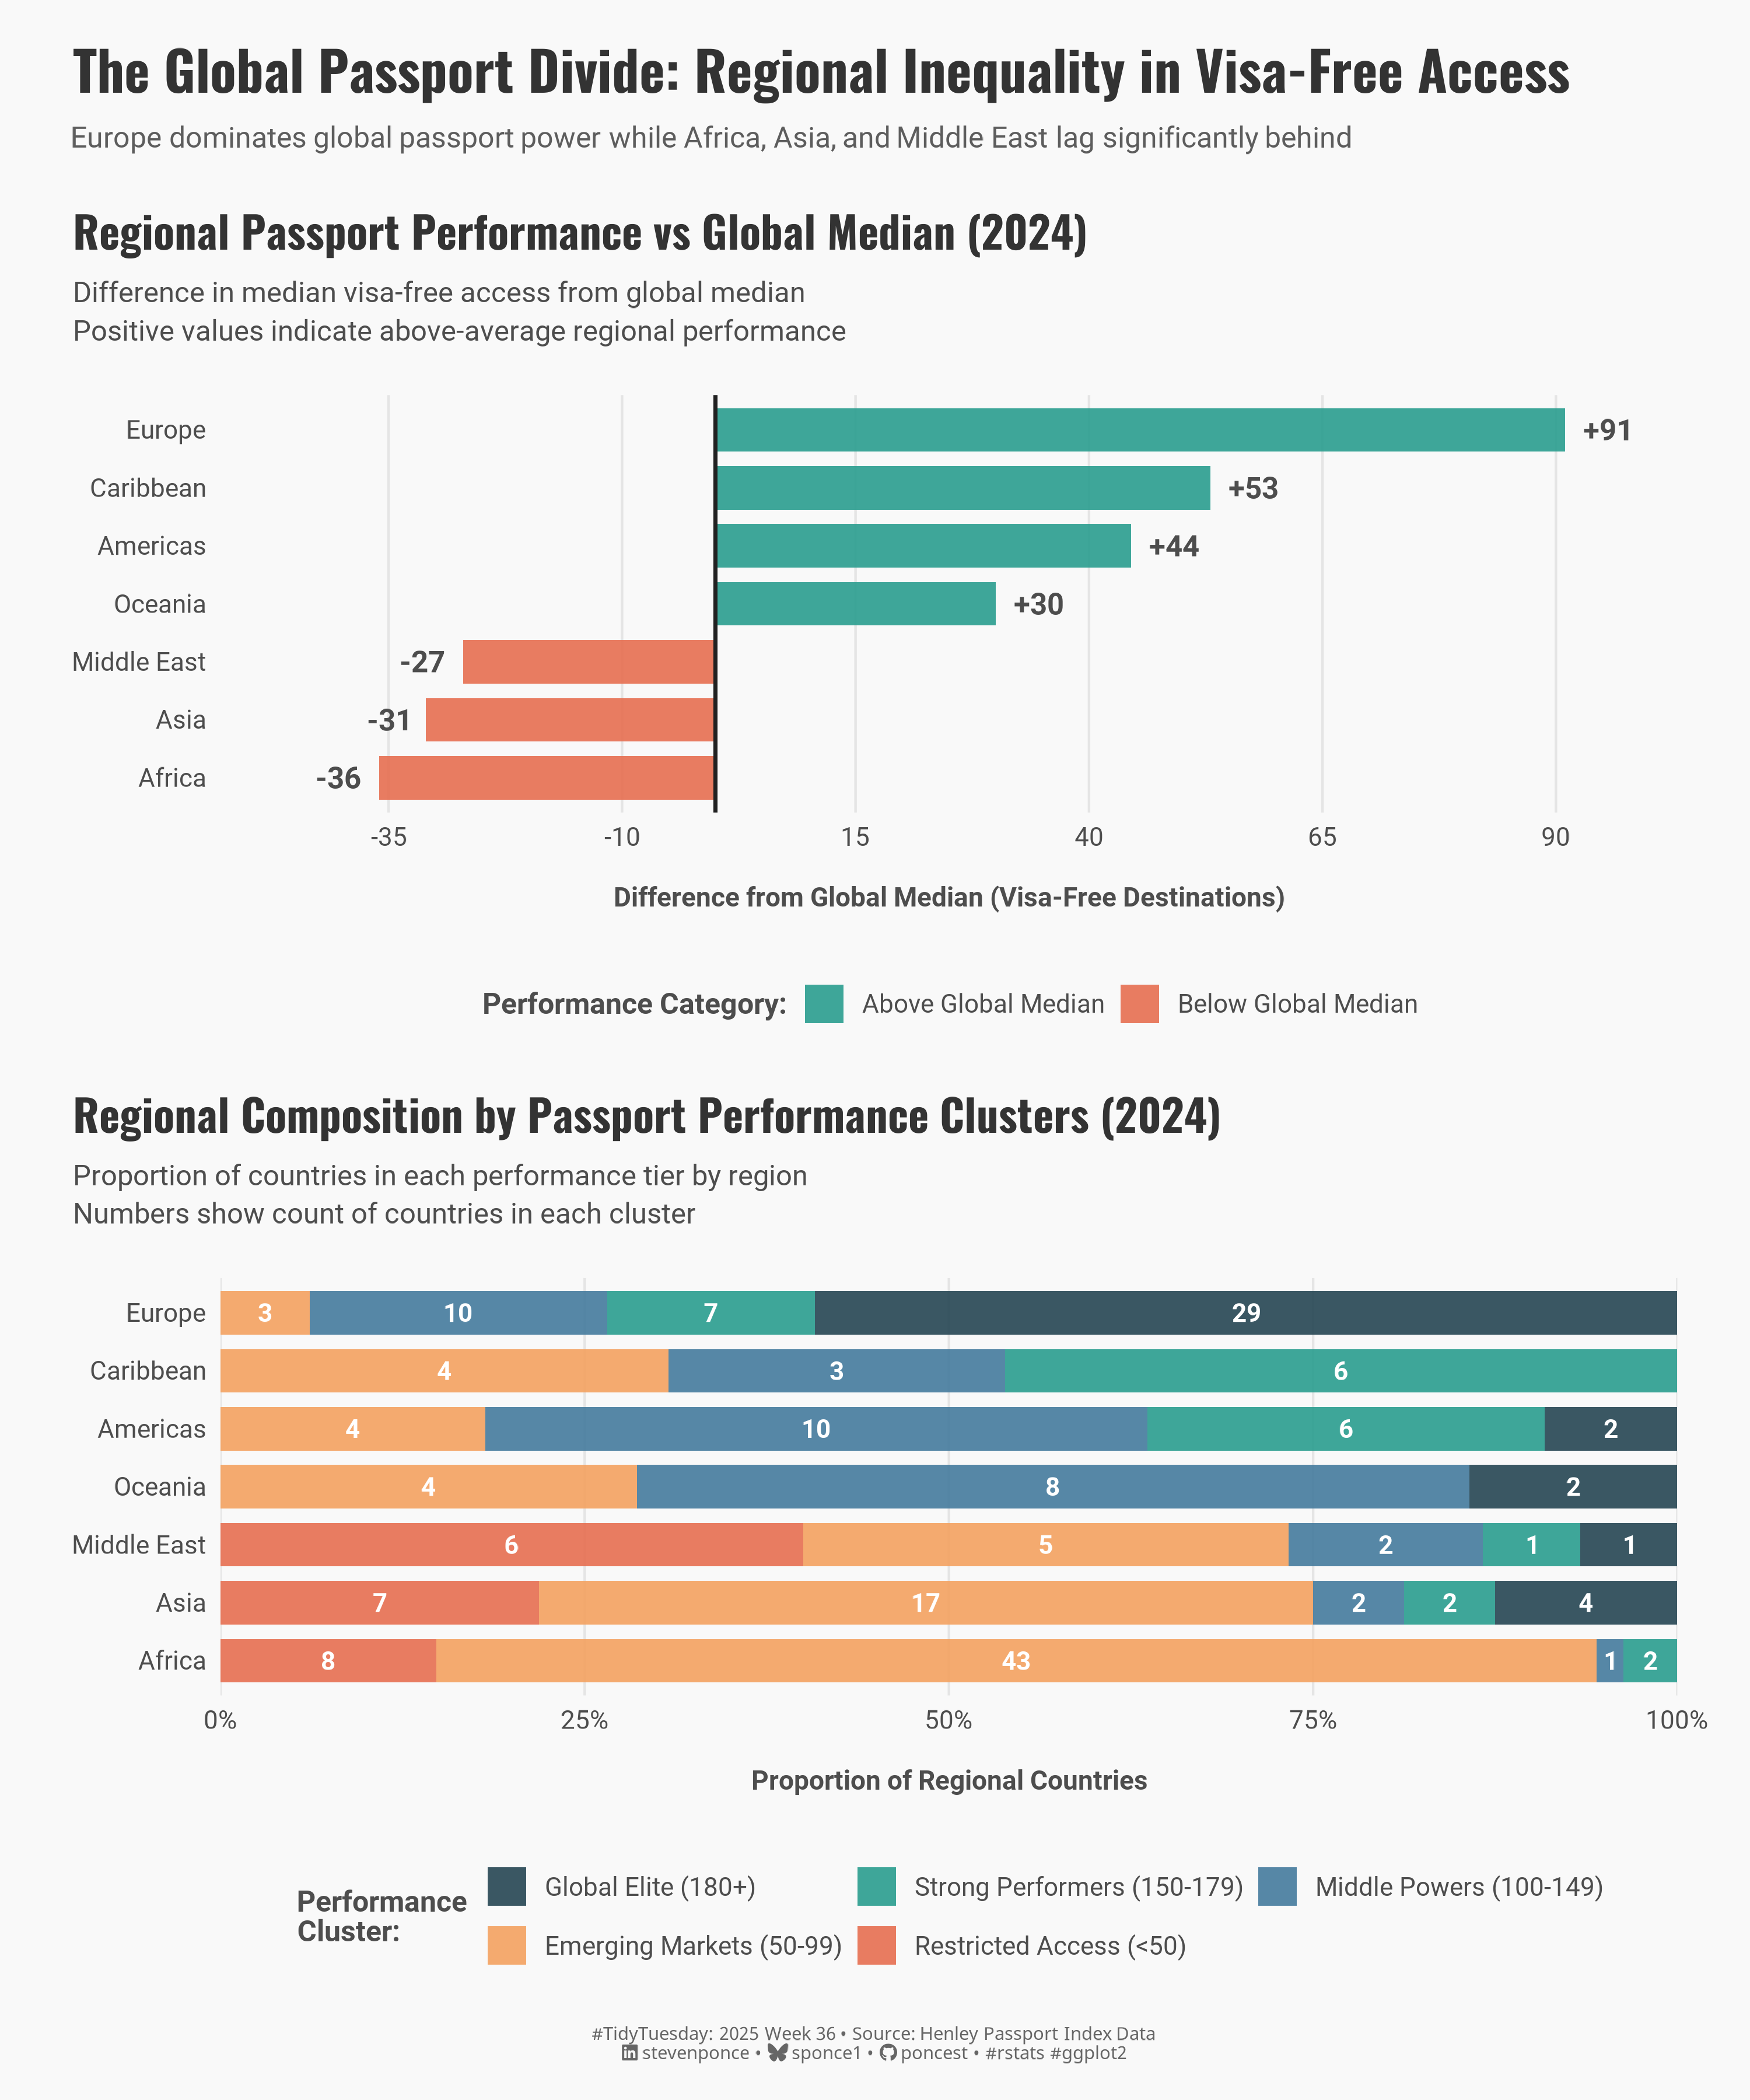 The Global Passport Divide: Regional Inequality in Visa-Free Access
Europe dominates global passport power while Africa, Asia, and Middle East lag significantly behind
Regional Passport Performance vs Global Median (2024)
Difference in median visa-free access from global median
Positive values indicate above-average regional performance
Europe +91
Caribbean +53
Americas +44
Oceania +30
Middle East -27
Asia -31
Africa -36
-35 -10 15 40 65 90
Difference from Global Median (Visa-Free Destinations)
Performance Category: Above Global Median Below Global Median
Regional Composition by Passport Performance Clusters (2024)
Proportion of countries in each performance tier by region
Numbers show count of countries in each cluster
Europe 3 10 7 29
Caribbean 4 3 6
Americas 4 10 6 2
Oceania 4 8 2
Middle East 6 5 2 1 1
Asia 7 17 2 2 4
Africa 8 43 1 2
0% 25% 50% 75% 100%
Proportion of Regional Countries
Performance
Cluster:
Global Elite (180+) Strong Performers (150-179) Middle Powers (100-149)
Emerging Markets (50-99) Restricted Access (<50)
#TidyTuesday: 2025 Week 36 • Source: Henley Passport Index Data
stevenponce • sponce1 • poncest • #rstats #ggplot2